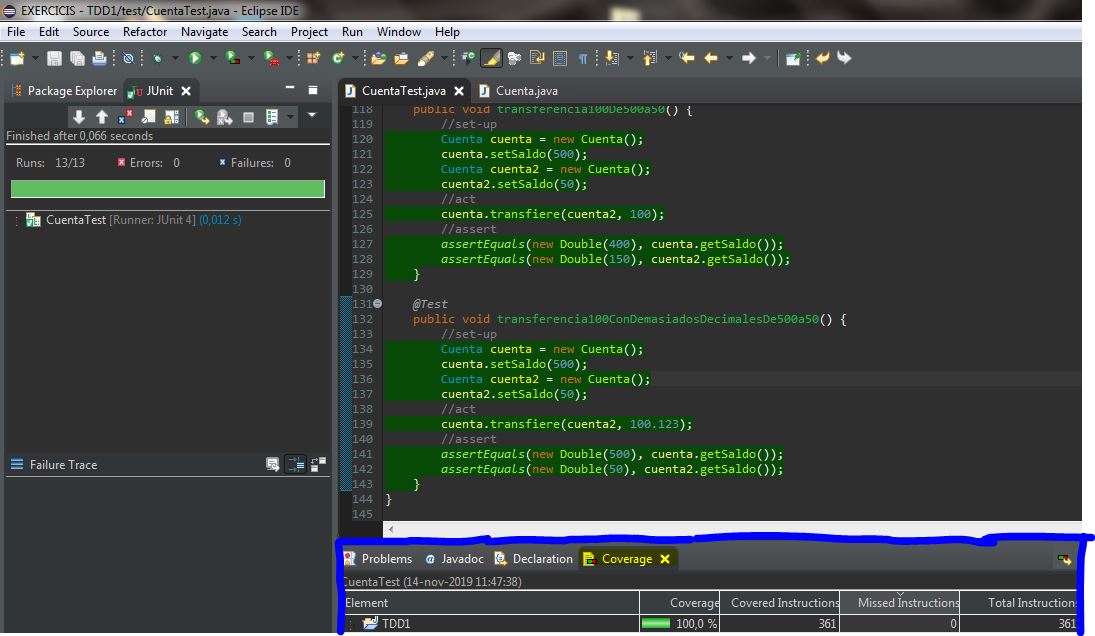 EXERCICIS - TDD1/test/CuentaTest.java - Eclipse IDE
File Edit Source Refactor Navigate Search Project Run Window Help
Package Explorer JUnit
CuentaTest.java Cuenta.java
Finished after 0,066 seconds
Runs: 13/13 Errors: 0 Failures: 0
CuentaTest [Runner: JUnit 4] (0,012 s)
Failure Trace
118 public void transferencia100De500a50() {
119 //set-up
120 Cuenta cuenta = new Cuenta();
121 cuenta.setSaldo(500);
122 Cuenta cuenta2 = new Cuenta();
123 cuenta2.setSaldo(50);
124 //act
125 cuenta.transfiere(cuenta2, 100);
126 //assert
127 assertEquals(new Double(400), cuenta.getSaldo());
128 assertEquals(new Double(150), cuenta2.getSaldo());
129 }
130
131 @Test
132 public void transferencia100ConDemasiadosDecimalesDe500a50() {
133 //set-up
134 Cuenta cuenta = new Cuenta();
135 cuenta.setSaldo(500);
136 Cuenta cuenta2 = new Cuenta();
137 cuenta2.setSaldo(50);
138 //act
139 cuenta.transfiere(cuenta2, 100.123);
140 //assert
141 assertEquals(new Double(500), cuenta.getSaldo());
142 assertEquals(new Double(50), cuenta2.getSaldo());
143 }
144 }
145
Problems Javadoc Declaration Coverage
CuentaTest (14-nov-2019 11:47:38)
Element Coverage Covered Instructions Missed Instructions Total Instructions
TDD1 100,0 % 361 0 361